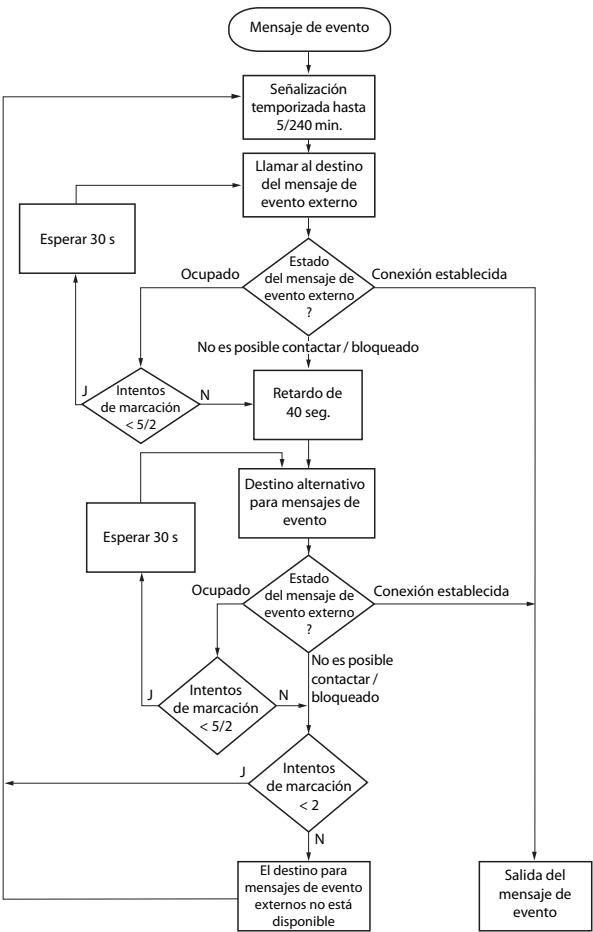 Mensaje de evento
Señalización
temporizada hasta
5/240 min.
Llamar al destino
del mensaje de
evento externo
Esperar 30 s
Ocupado
Estado
del mensaje de
evento externo
?
Conexión establecida
No es posible contactar / bloqueado
J
Intentos
de marcación
< 5/2
N
Retardo de
40 seg.
Destino alternativo
para mensajes de
evento
Esperar 30 s
Ocupado
Estado
del mensaje de
evento externo
?
Conexión establecida
No es posible
contactar /
bloqueado
J
Intentos
de marcación
< 5/2
N
J
Intentos
de marcación
< 2
N
El destino para
mensajes de evento
externos no está
disponible
Salida del
mensaje de
evento